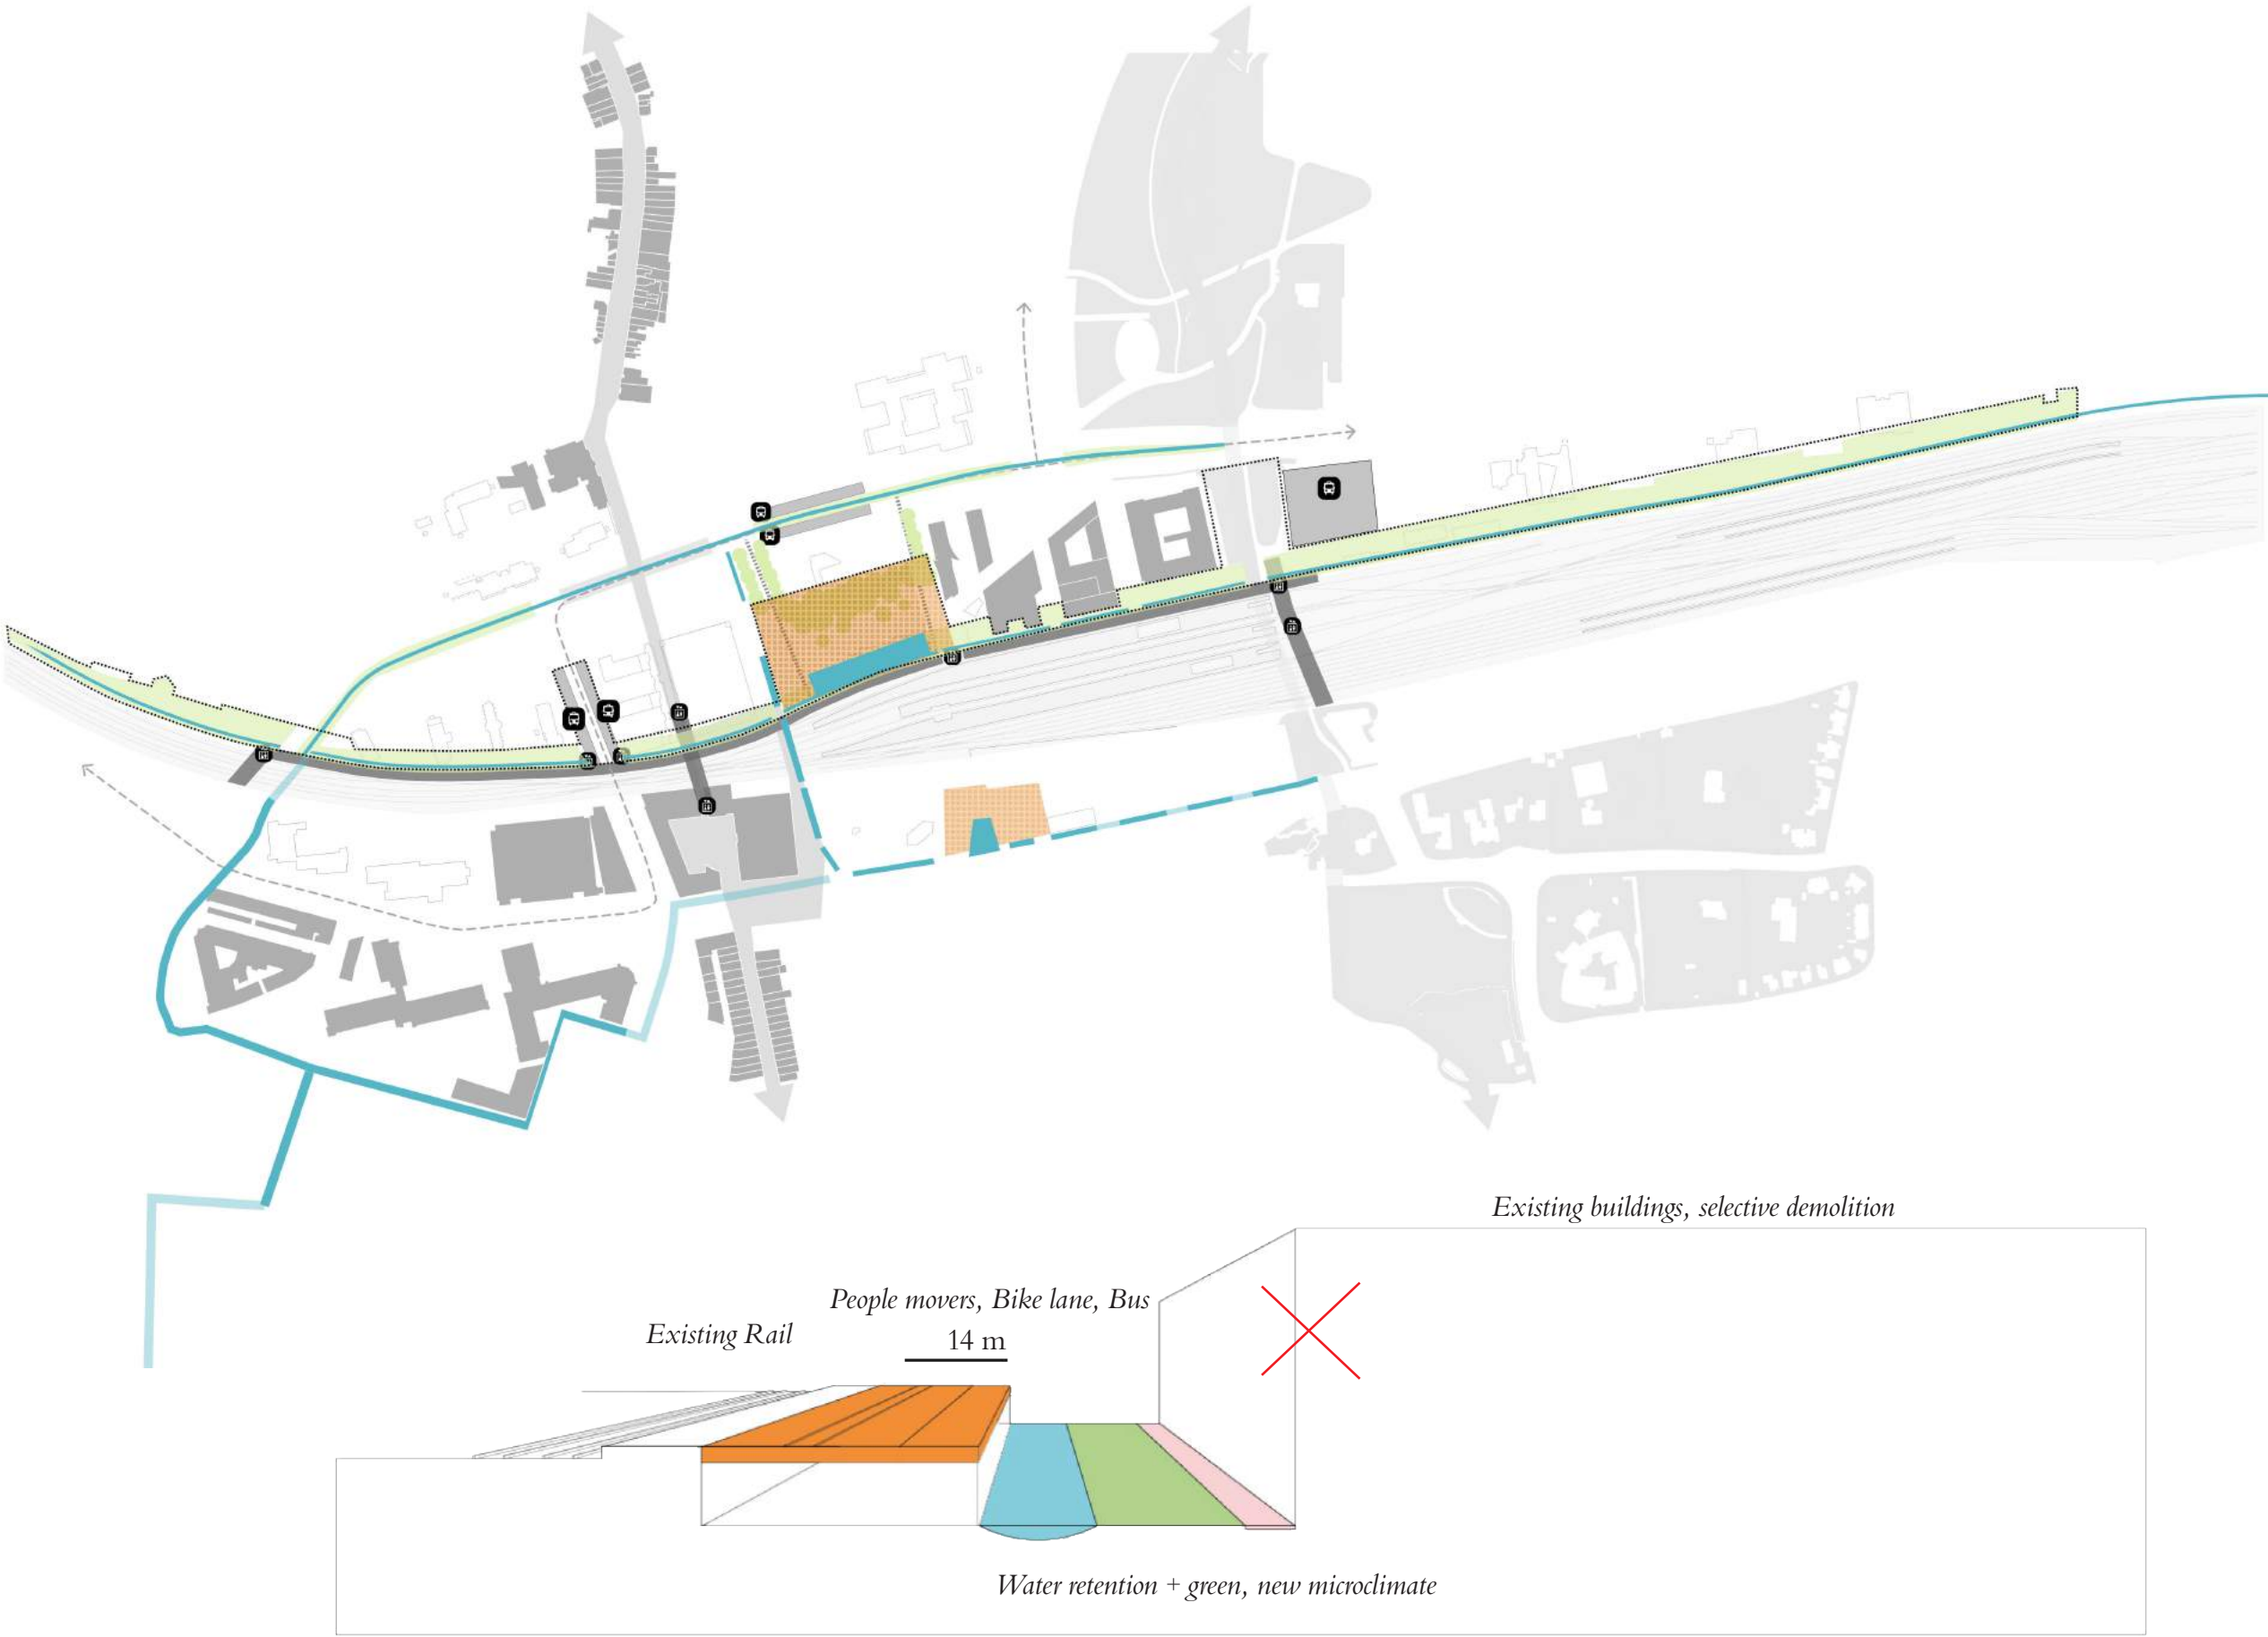 Existing buildings, selective demolition
People movers, Bike lane, Bus
Existing Rail
14 m
Water retention + green, new microclimate